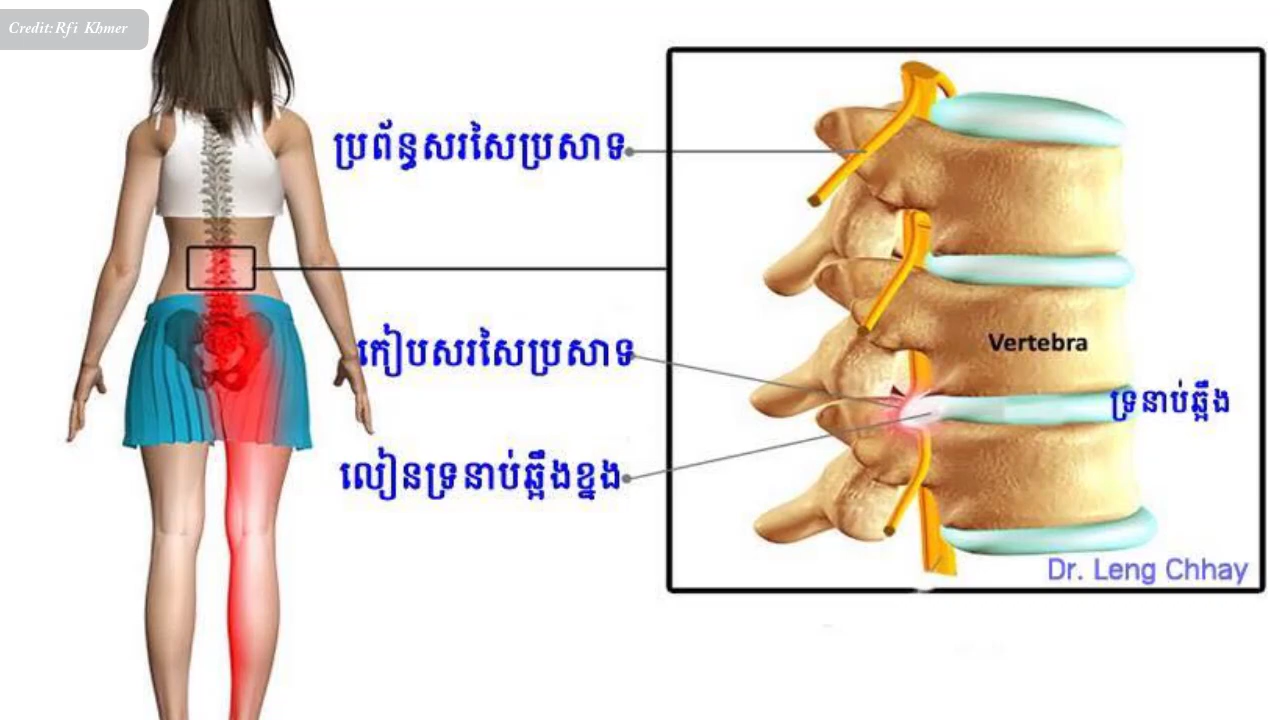 Credit:Rfi Khmer
ប្រព័ន្ធសរសៃប្រសាទ
កៀបសរសៃប្រសាទ
លៀនទ្រនាប់ឆ្អឹងខ្នង
Vertebra
ទ្រនាប់ឆ្អឹង
Dr. Leng Chhay